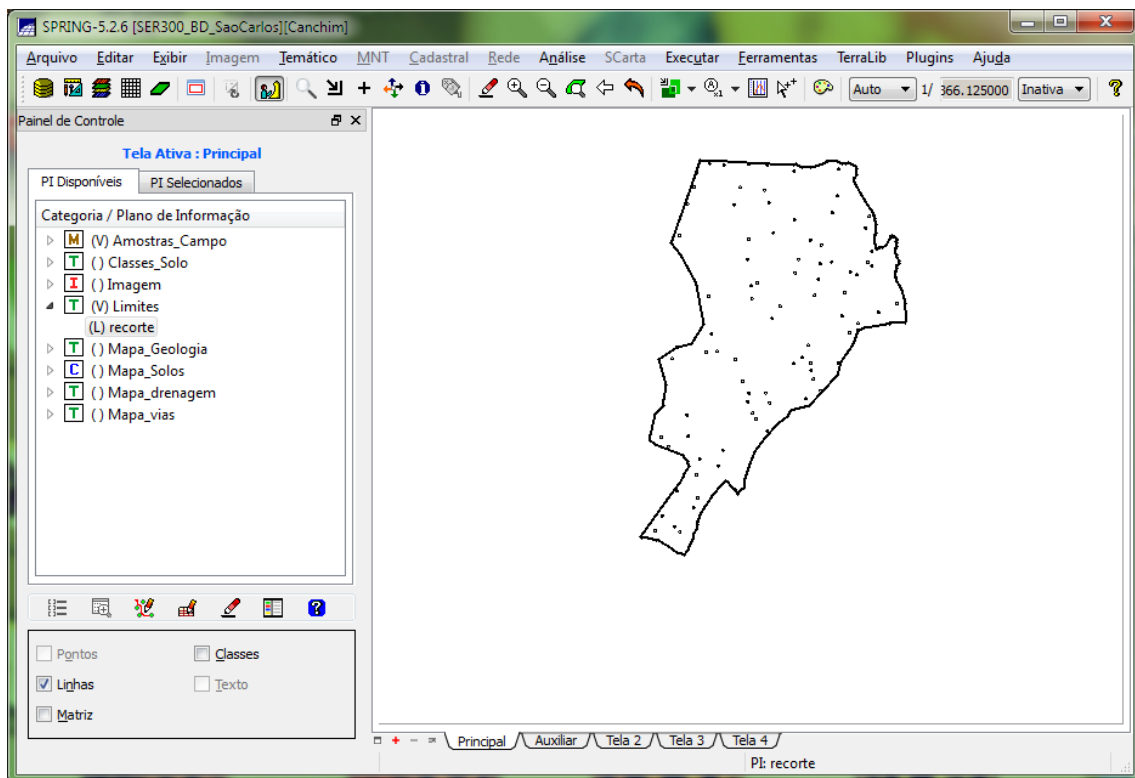 SPRING-5.2.6 [SER300_BD_SaoCarlos][Canchim]
Arquivo Editar Exibir Imagem Temático MNT Cadastral Rede Análise SCarta Executar Ferramentas TerraLib Plugins Ajuda
Auto 1/ 366.125000 Inativa
Painel de Controle
Tela Ativa : Principal
PI Disponíveis PI Selecionados
Categoria / Plano de Informação
M (V) Amostras_Campo
T ( ) Classes_Solo
I ( ) Imagem
T (V) Limites
(L) recorte
T ( ) Mapa_Geologia
C ( ) Mapa_Solos
T ( ) Mapa_drenagem
T ( ) Mapa_vias
Pontos Classes
Linhas Texto
Matriz
Principal Auxiliar Tela 2 Tela 3 Tela 4
PI: recorte